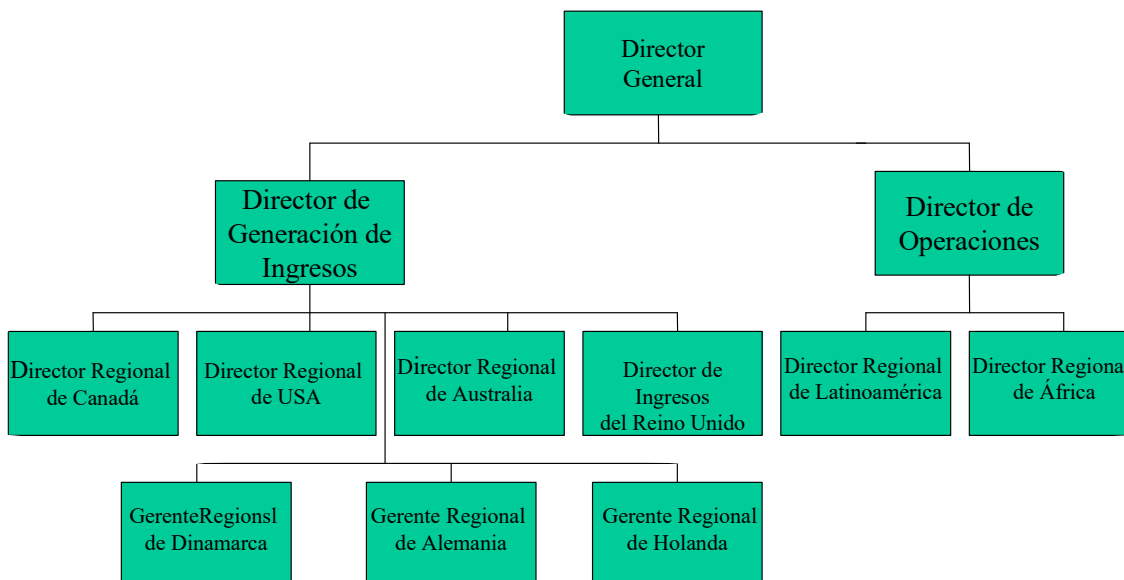 Director
General
Director de
Generación de
Ingresos
Director de
Operaciones
Director Regional
de Canadá
Director Regional
de USA
Director Regional
de Australia
Director de
Ingresos
del Reino Unido
Director Regional
de Latinoamérica
Director Regional
de África
GerenteRegionsl
de Dinamarca
Gerente Regional
de Alemania
Gerente Regional
de Holanda